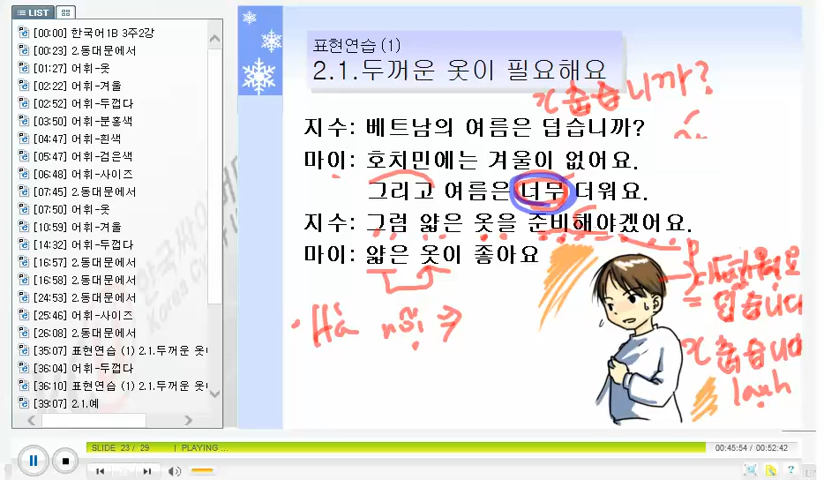 LIST
[00:00] 한국어1B 3주2강
[00:23] 2.동대문에서
[01:27] 어휘-옷
[02:22] 어휘-겨울
[02:52] 어휘-두껍다
[03:50] 어휘-분홍색
[04:47] 어휘-흰색
[05:47] 어휘-검은색
[06:48] 어휘-사이즈
[07:45] 2.동대문에서
[07:50] 어휘-옷
[10:59] 어휘-겨울
[14:32] 어휘-두껍다
[16:57] 2.동대문에서
[16:58] 2.동대문에서
[24:53] 2.동대문에서
[25:46] 어휘-사이즈
[26:08] 2.동대문에서
[35:07] 표현연습 (1) 2.1.두꺼운 옷이
[36:04] 어휘-두껍다
[36:10] 표현연습 (1) 2.1.두꺼운 옷이
[39:07] 2.1.예
표현연습 (1)
2.1.두꺼운 옷이 필요해요
춥습니까?
지수: 베트남의 여름은 덥습니까?
마이: 호치민에는 겨울이 없어요.
그리고 여름은 너무 더워요.
지수: 그럼 얇은 옷을 준비해야겠어요.
마이: 얇은 옷이 좋아요
= 덥습니다
춥습니다
lạnh
Hà nội
SLIDE 23 / 29 | PLAYING ...
00:45:54 / 00:52:42